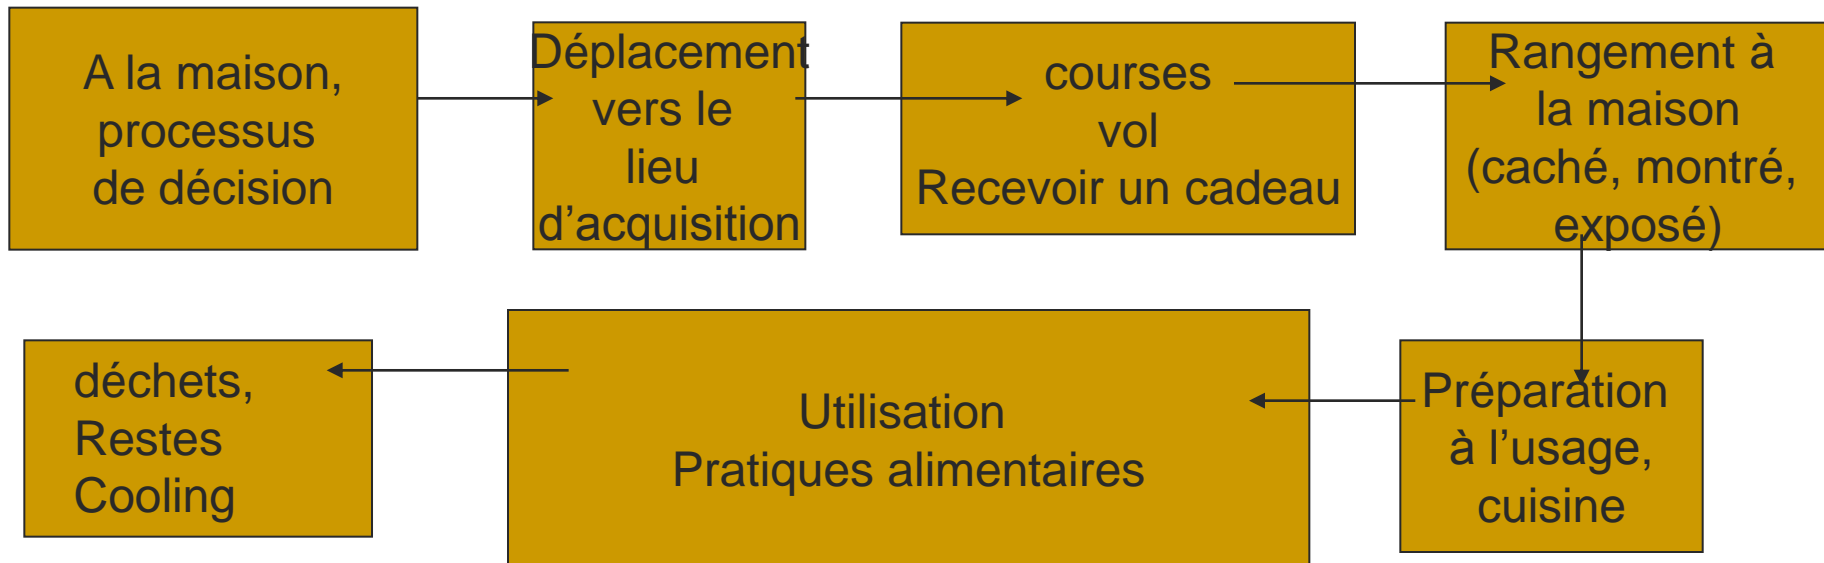 A la maison,
processus
de décision
Déplacement
vers le
lieu
d’acquisition
courses
vol
Recevoir un cadeau
Rangement à
la maison
(caché, montré,
exposé)
Préparation
à l’usage,
cuisine
Utilisation
Pratiques alimentaires
déchets,
Restes
Cooling